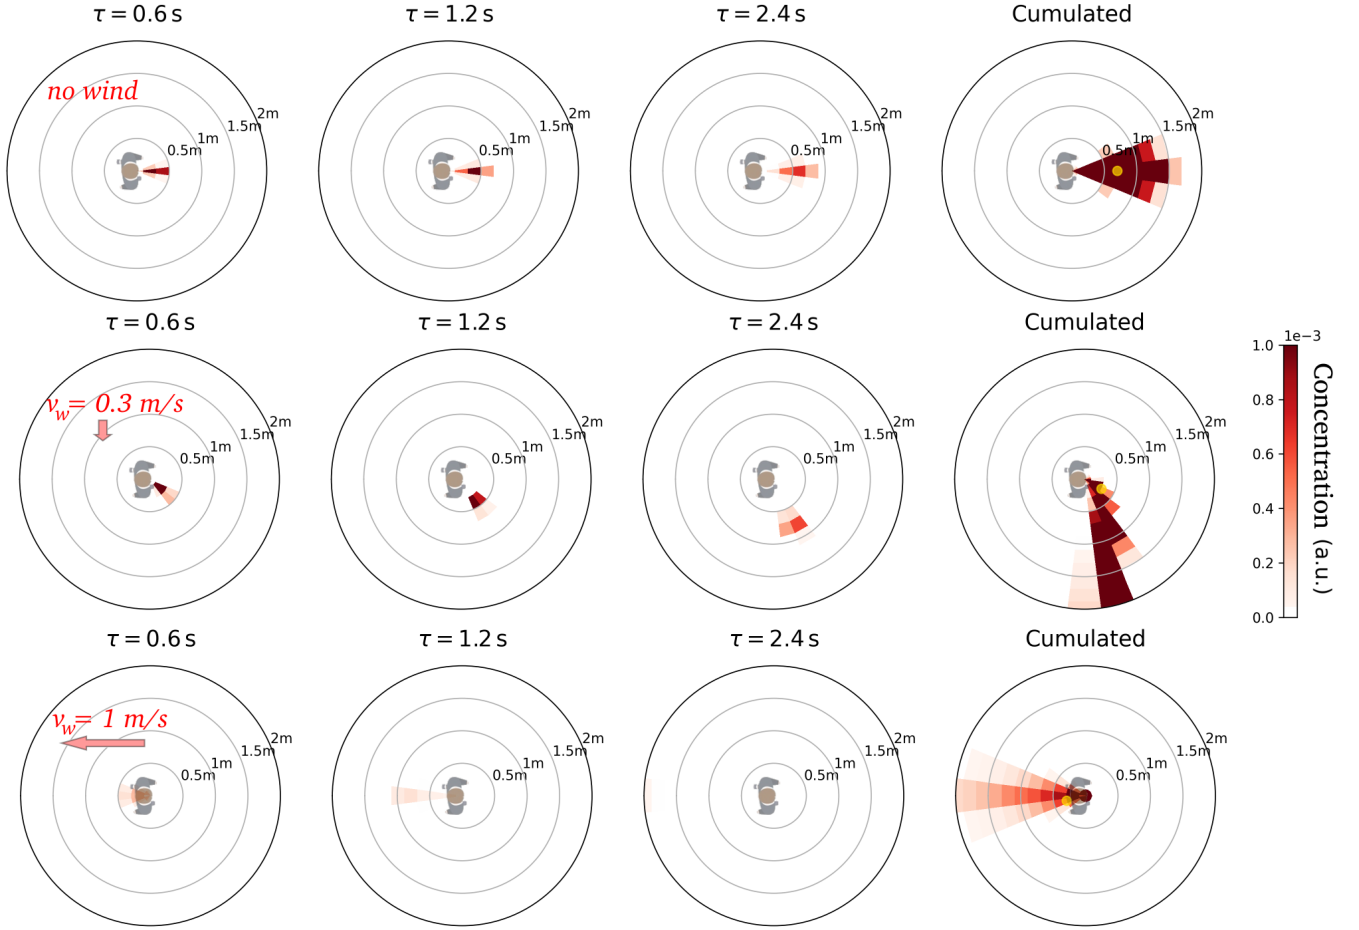 τ = 0.6 s
τ = 1.2 s
τ = 2.4 s
Cumulated
no wind
0.5m
1m
1.5m
2m
0.5m
1m
1.5m
2m
0.5m
1m
1.5m
2m
0.5m
1m
1.5m
2m
τ = 0.6 s
τ = 1.2 s
τ = 2.4 s
Cumulated
v_w = 0.3 m/s
0.5m
1m
1.5m
2m
0.5m
1m
1.5m
2m
0.5m
1m
1.5m
2m
0.5m
1m
1.5m
2m
1e−3
1.0
0.8
0.6
0.4
0.2
0.0
Concentration (a.u.)
τ = 0.6 s
τ = 1.2 s
τ = 2.4 s
Cumulated
v_w = 1 m/s
0.5m
1m
1.5m
2m
0.5m
1m
1.5m
2m
0.5m
1m
1.5m
2m
0.5m
1m
1.5m
2m